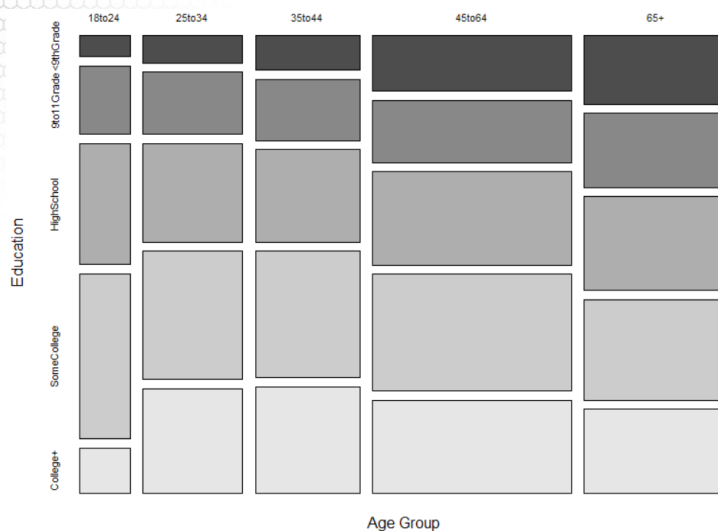 18to24 25to34 35to44 45to64 65+
<9thGrade
9to11Grade
HighSchool
SomeCollege
College+
Education
Age Group